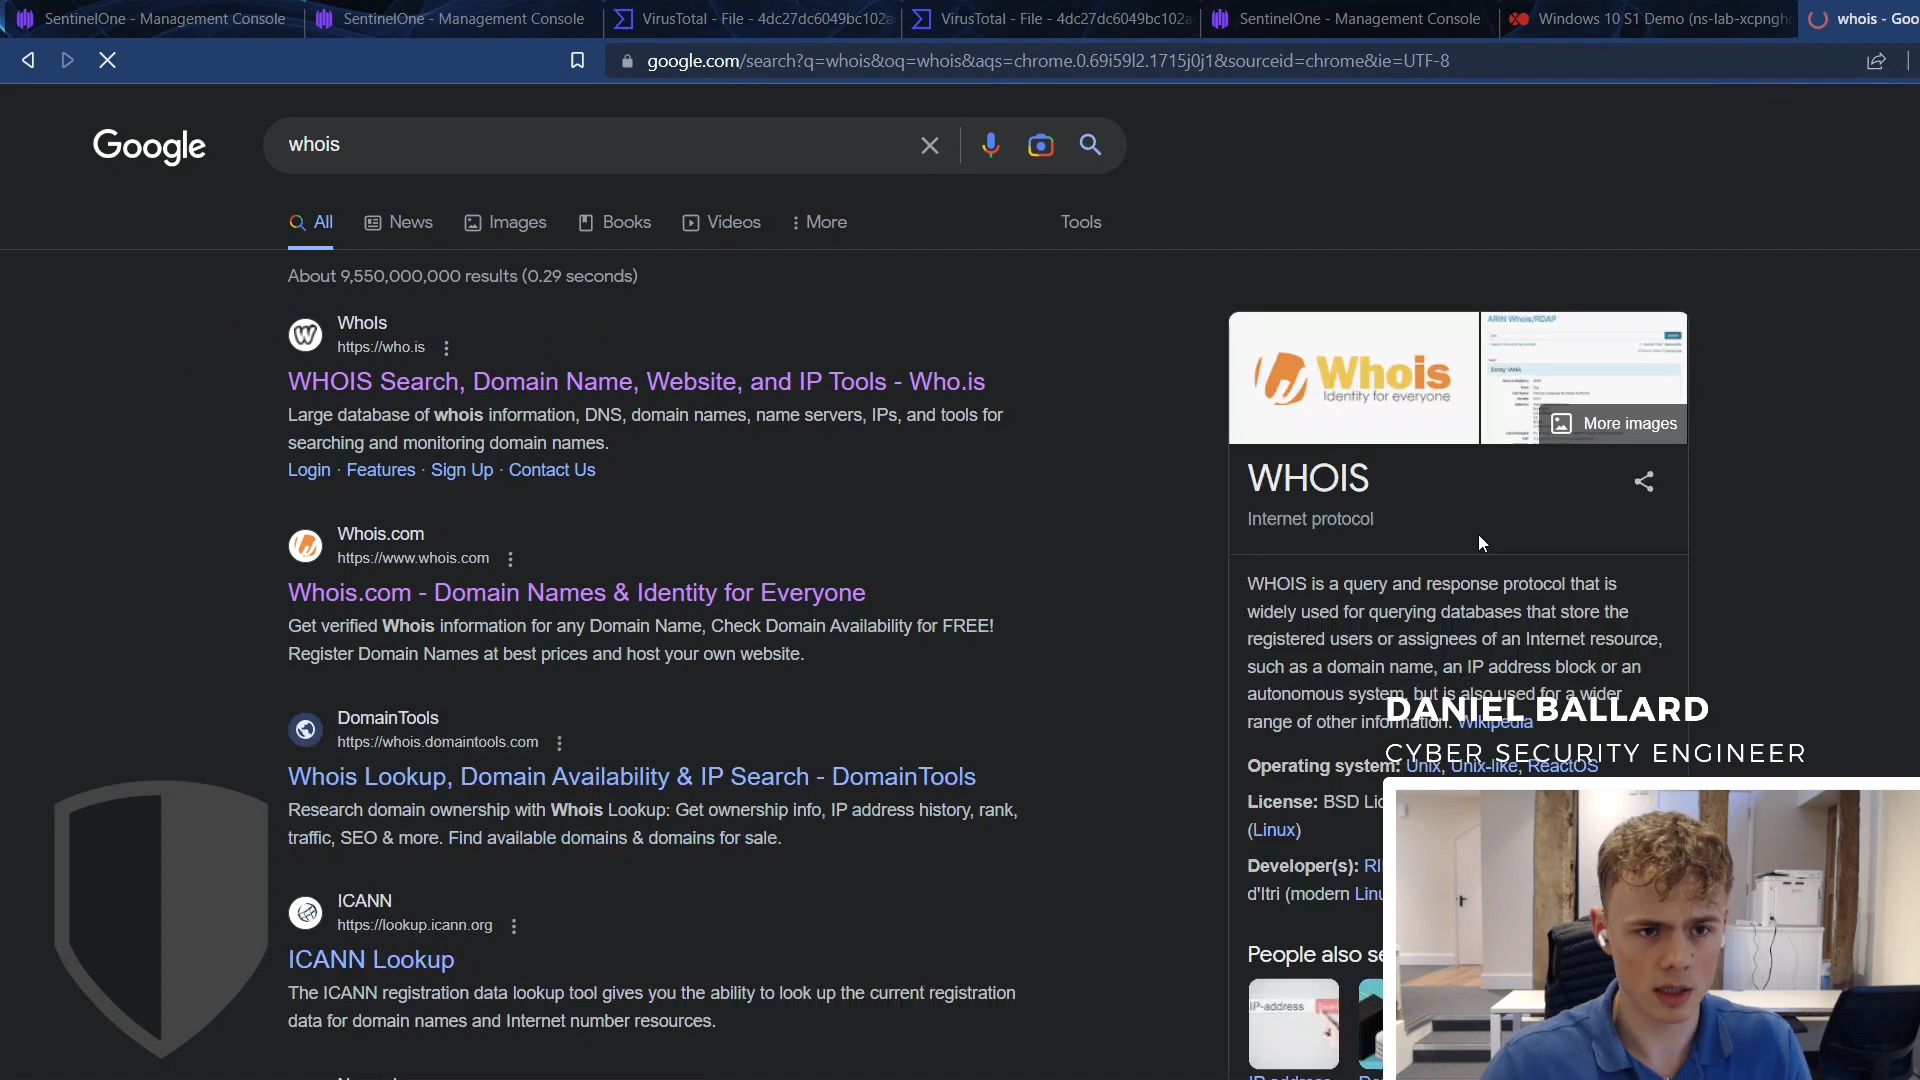 SentinelOne - Management Console
SentinelOne - Management Console
VirusTotal - File - 4dc27dc6049bc102a
VirusTotal - File - 4dc27dc6049bc102a
SentinelOne - Management Console
Windows 10 S1 Demo (ns-lab-xcpngh
whois - Goo
google.com/search?q=whois&oq=whois&aqs=chrome.0.69i59l2.1715j0j1&sourceid=chrome&ie=UTF-8
Google
whois
All
News
Images
Books
Videos
More
Tools
About 9,550,000,000 results (0.29 seconds)
WhoIs
https://who.is
WHOIS Search, Domain Name, Website, and IP Tools - Who.is
Large database of whois information, DNS, domain names, name servers, IPs, and tools for
searching and monitoring domain names.
Login · Features · Sign Up · Contact Us
Whois.com
https://www.whois.com
Whois.com - Domain Names & Identity for Everyone
Get verified Whois information for any Domain Name, Check Domain Availability for FREE!
Register Domain Names at best prices and host your own website.
DomainTools
https://whois.domaintools.com
Whois Lookup, Domain Availability & IP Search - DomainTools
Research domain ownership with Whois Lookup: Get ownership info, IP address history, rank,
traffic, SEO & more. Find available domains & domains for sale.
ICANN
https://lookup.icann.org
ICANN Lookup
The ICANN registration data lookup tool gives you the ability to look up the current registration
data for domain names and Internet number resources.
Whois
Identity for everyone
ARIN Whois/RDAP
More images
WHOIS
Internet protocol
WHOIS is a query and response protocol that is
widely used for querying databases that store the
registered users or assignees of an Internet resource,
such as a domain name, an IP address block or an
autonomous system, but is also used for a wider
range of other information. Wikipedia
DANIEL BALLARD
CYBER SECURITY ENGINEER
Operating system: Unix, Unix-like, ReactOS
License: BSD Lic
(Linux)
Developer(s): RI
d'Itri (modern Linu
People also se
IP-address